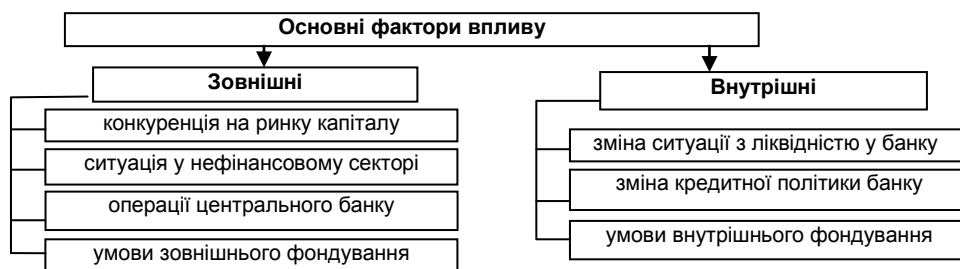 Основні фактори впливу
Зовнішні
конкуренція на ринку капіталу
ситуація у нефінансовому секторі
операції центрального банку
умови зовнішнього фондування
Внутрішні
зміна ситуації з ліквідністю у банку
зміна кредитної політики банку
умови внутрішнього фондування